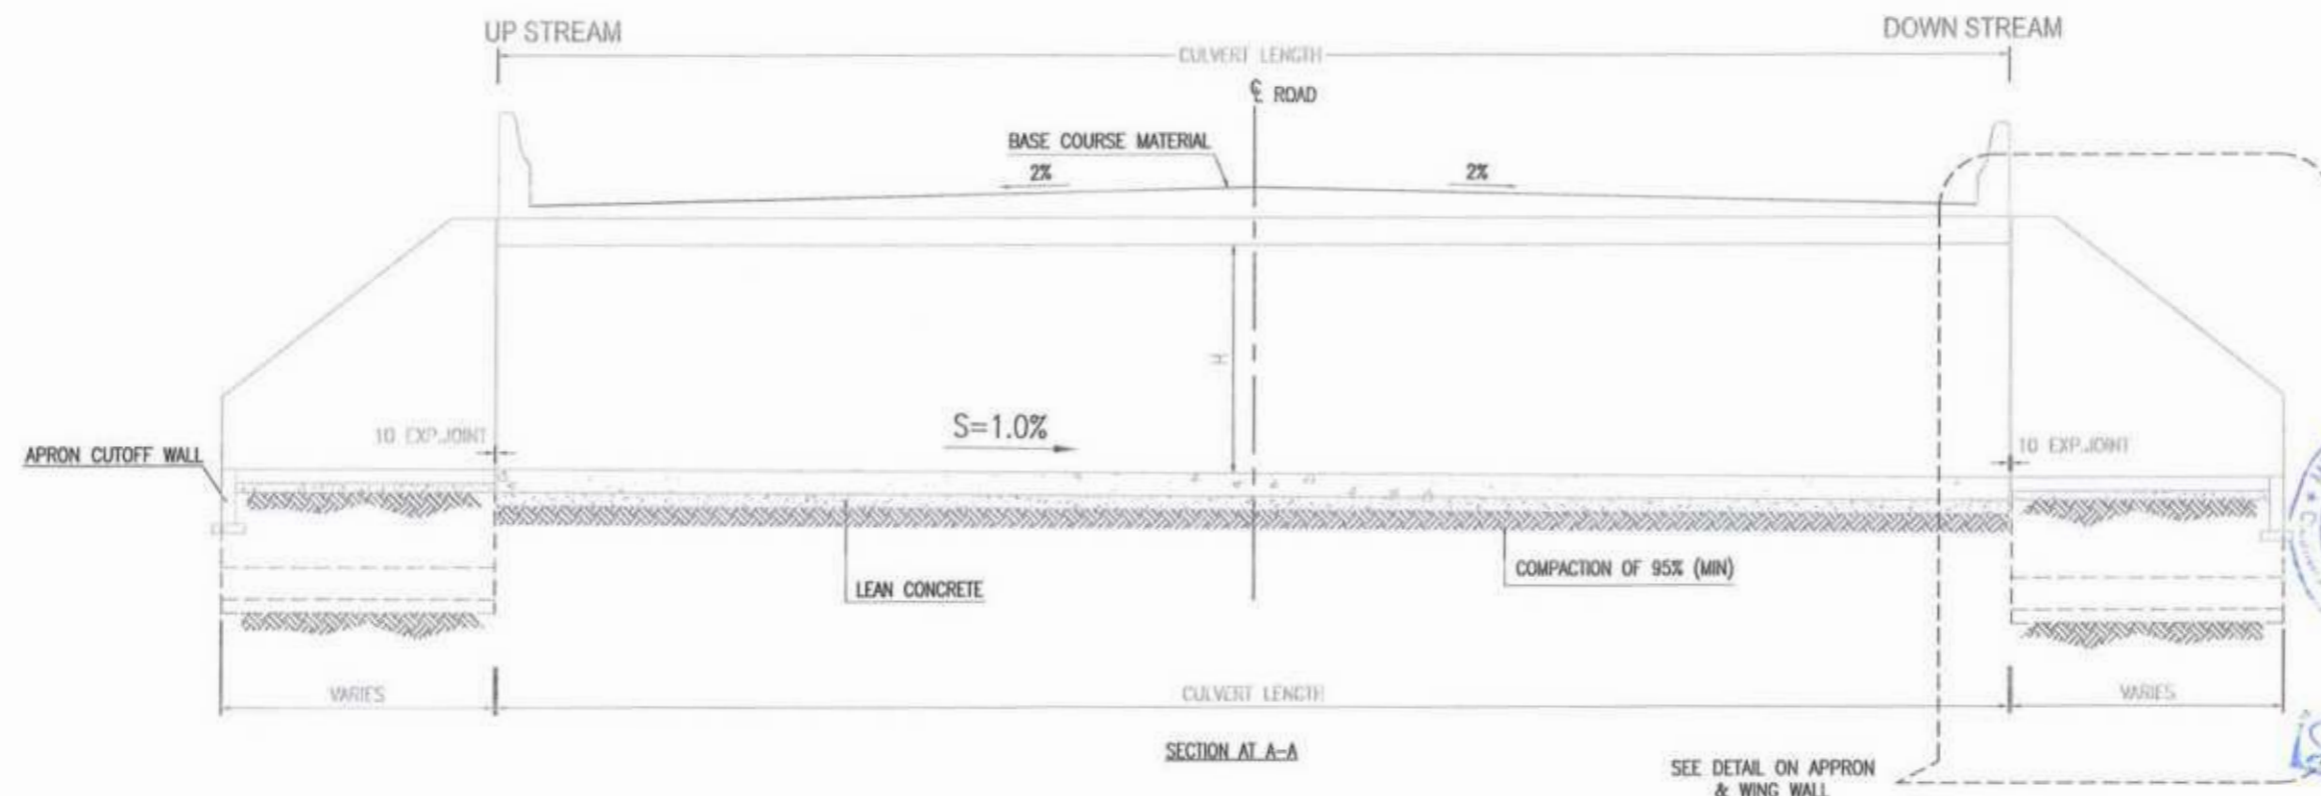 UP STREAM
DOWN STREAM
CULVERT LENGTH
℄ ROAD
BASE COURSE MATERIAL
2%
2%
H
S=1.0%
10 EXP.JOINT
10 EXP.JOINT
APRON CUTOFF WALL
LEAN CONCRETE
COMPACTION OF 95% (MIN)
VARIES
CULVERT LENGTH
VARIES
SECTION AT A-A
SEE DETAIL ON APPRON
& WING WALL